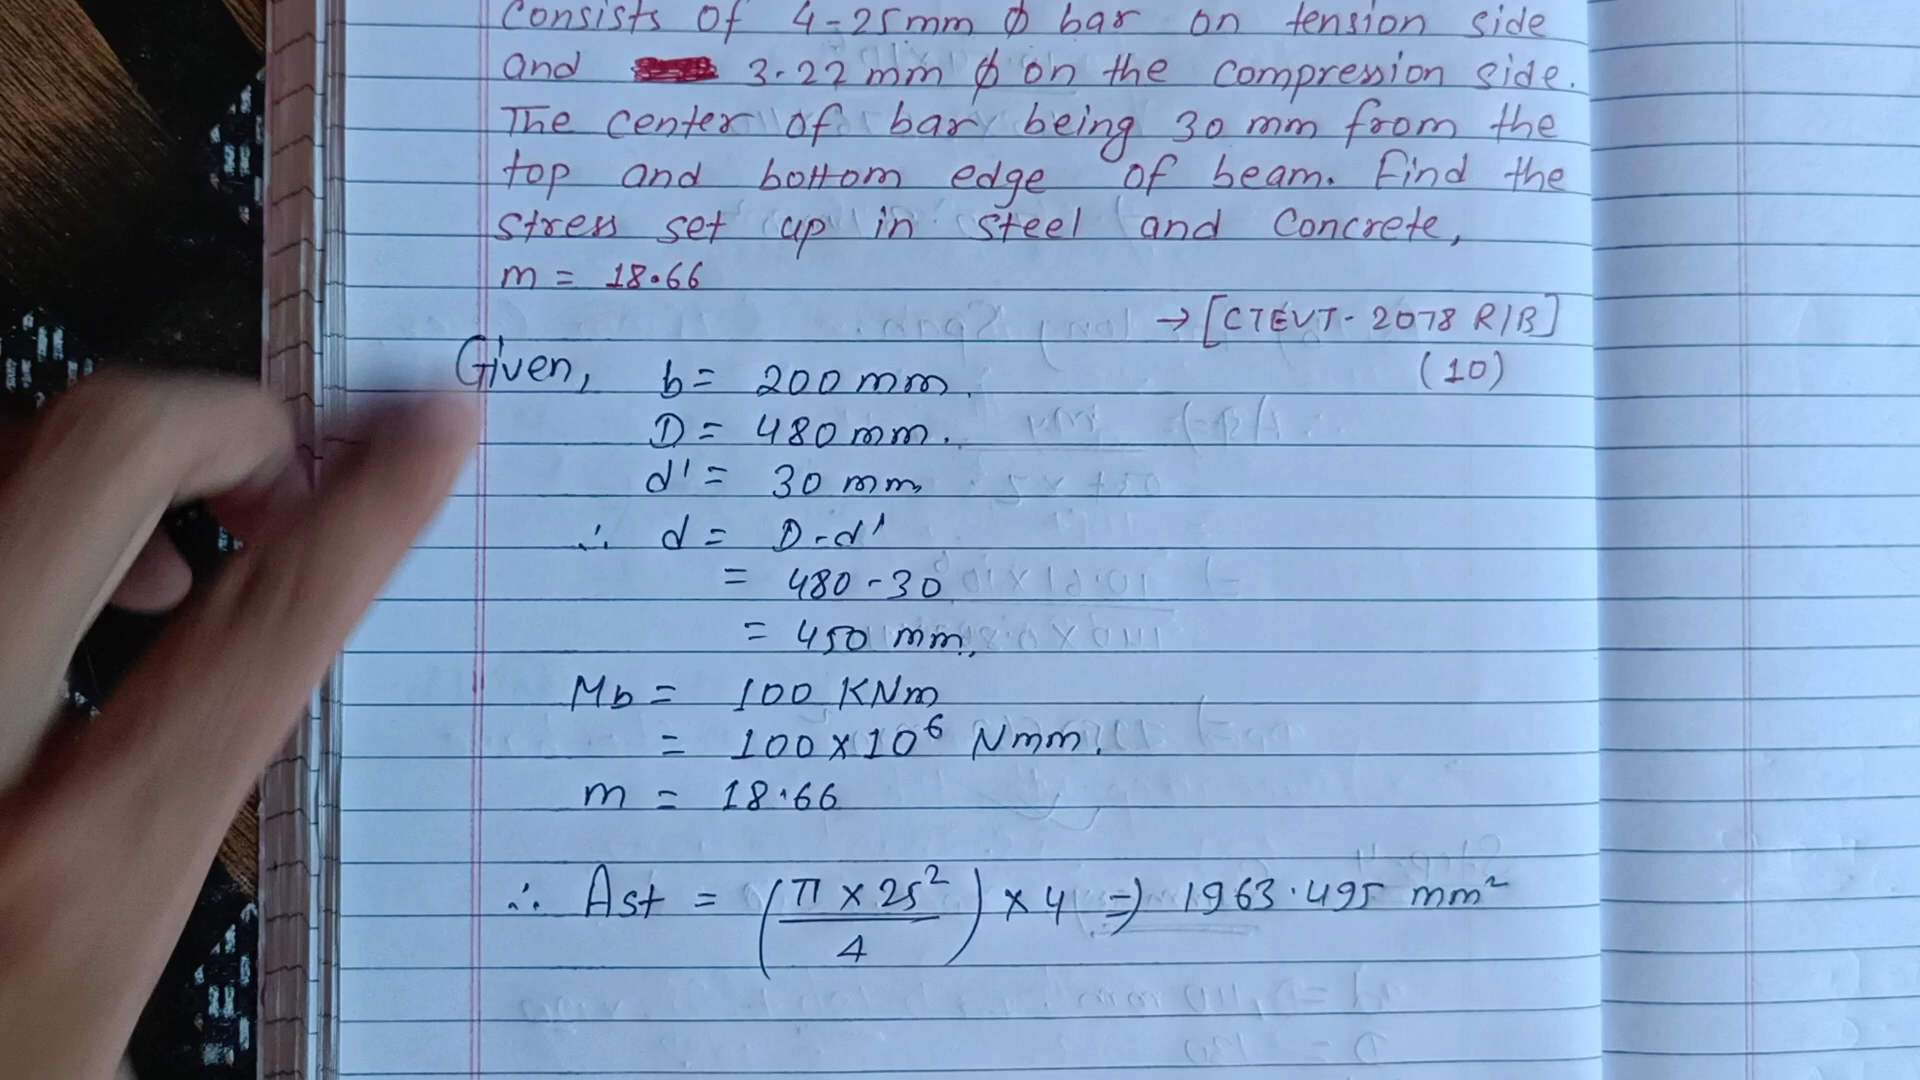 Consists of 4-25mm ϕ bar on tension side
and 3-22 mm ϕ on the compression side.
The center of bar being 30 mm from the
top and bottom edge of beam. Find the
stress set up in steel and Concrete,
m = 18.66
→ [CTEVT- 2078 R/B]
(10)
Given, b = 200 mm.
D = 480 mm.
d' = 30 mm
∴ d = D-d'
= 480-30
= 450 mm.
Mb = 100 KNm
= 100×10⁶ Nmm.
m = 18.66
∴ Ast = (π × 25²/4) × 4 => 1963.495 mm²